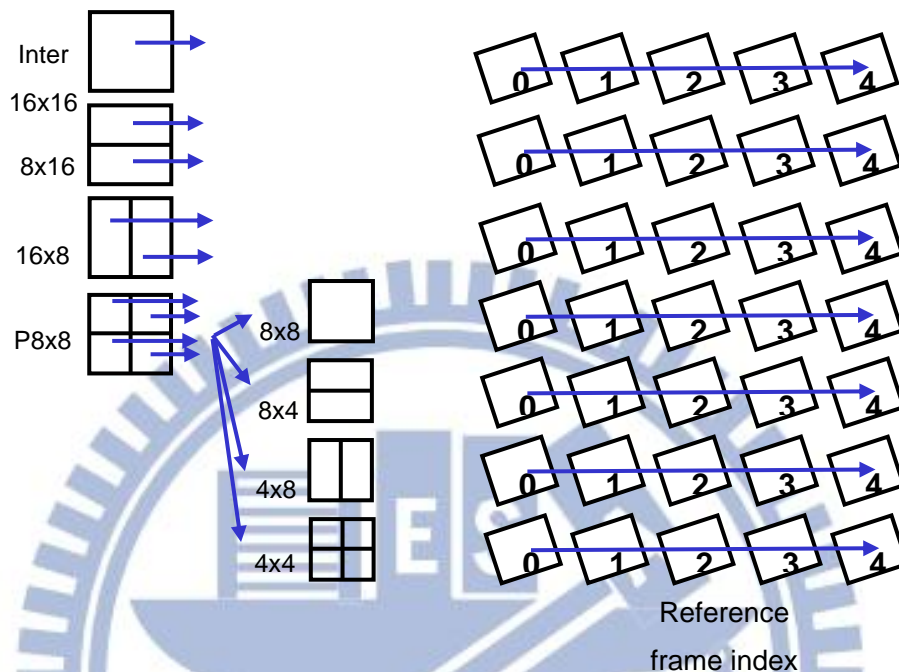 Inter
16x16
8x16
16x8
P8x8
8x8
8x4
4x8
4x4
0 1 2 3 4
0 1 2 3 4
0 1 2 3 4
0 1 2 3 4
0 1 2 3 4
0 1 2 3 4
0 1 2 3 4
Reference
frame index
E S